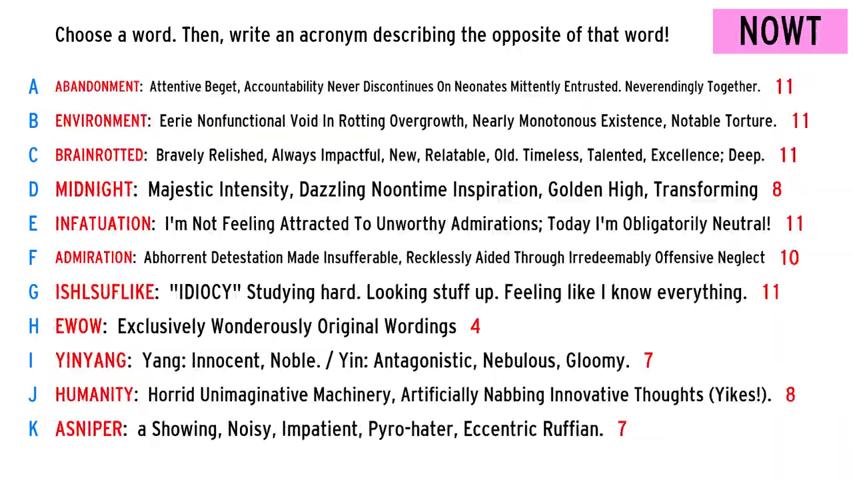 Choose a word. Then, write an acronym describing the opposite of that word! NOWT
A ABANDONMENT: Attentive Beget, Accountability Never Discontinues On Neonates Mittently Entrusted. Neverendingly Together. 11
B ENVIRONMENT: Eerie Nonfunctional Void In Rotting Overgrowth, Nearly Monotonous Existence, Notable Torture. 11
C BRAINROTTED: Bravely Relished, Always Impactful, New, Relatable, Old. Timeless, Talented, Excellence; Deep. 11
D MIDNIGHT: Majestic Intensity, Dazzling Noontime Inspiration, Golden High, Transforming 8
E INFATUATION: I'm Not Feeling Attracted To Unworthy Admirations; Today I'm Obligatorily Neutral! 11
F ADMIRATION: Abhorrent Detestation Made Insufferable, Recklessly Aided Through Irredeemably Offensive Neglect 10
G ISHLSUFLIKE: "IDIOCY" Studying hard. Looking stuff up. Feeling like I know everything. 11
H EWOW: Exclusively Wonderously Original Wordings 4
I YINYANG: Yang: Innocent, Noble. / Yin: Antagonistic, Nebulous, Gloomy. 7
J HUMANITY: Horrid Unimaginative Machinery, Artificially Nabbing Innovative Thoughts (Yikes!). 8
K ASNIPER: a Showing, Noisy, Impatient, Pyro-hater, Eccentric Ruffian. 7